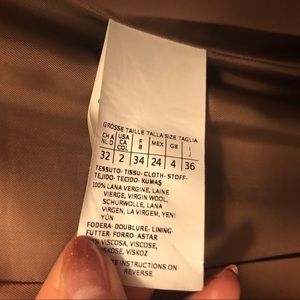 GRÖSSE TAILLE TALLA SIZE TAGLIA
CH A USA F MEX GB I
NL D CA B J
COL
32 2 34 24 4 36
TESSUTO-TISSU-CLOTH-STOFF-
TEJIDO-TECIDO-KUMAŞ
100% LANA VERGINE, LAINE
VIERGE, VIRGIN WOOL,
SCHURWOLLE, LANA
VIRGEN, LA VIRGEM, YENI
YÜN
FODERA-DOUBLURE-LINING-
FUTTER-FORRO-ASTAR
VISCOSA, VISCOSE,
VISKOZ
INSTRUCTIONS ON
REVERSE